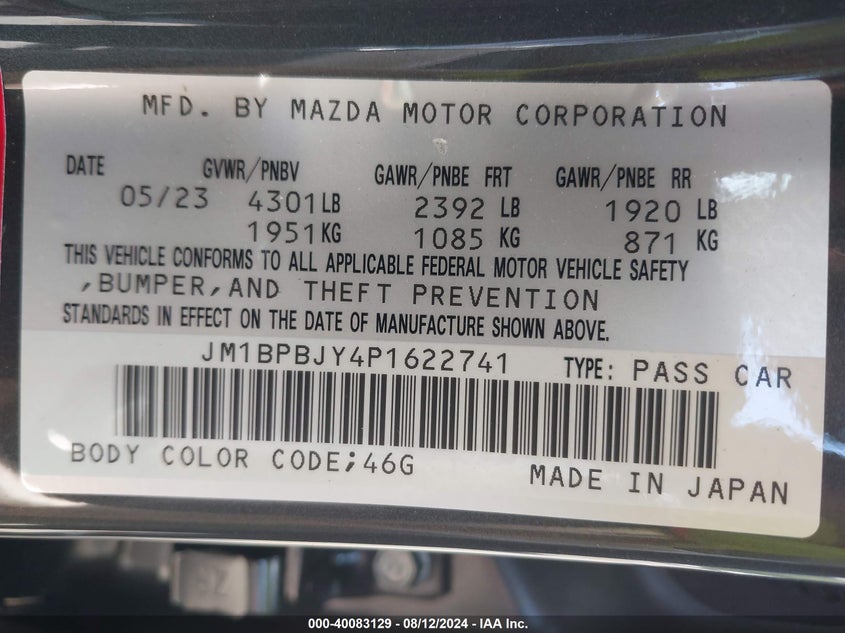 MFD. BY MAZDA MOTOR CORPORATION
DATE GVWR/PNBV GAWR/PNBE FRT GAWR/PNBE RR
05/23 4301LB 2392 LB 1920 LB
1951KG 1085 KG 871 KG
THIS VEHICLE CONFORMS TO ALL APPLICABLE FEDERAL MOTOR VEHICLE SAFETY
,BUMPER,AND THEFT PREVENTION
STANDARDS IN EFFECT ON THE DATE OF MANUFACTURE SHOWN ABOVE.
JM1BPBJY4P1622741 TYPE: PASS CAR
BODY COLOR CODE;46G MADE IN JAPAN
000-40083129 - 08/12/2024 - IAA Inc.